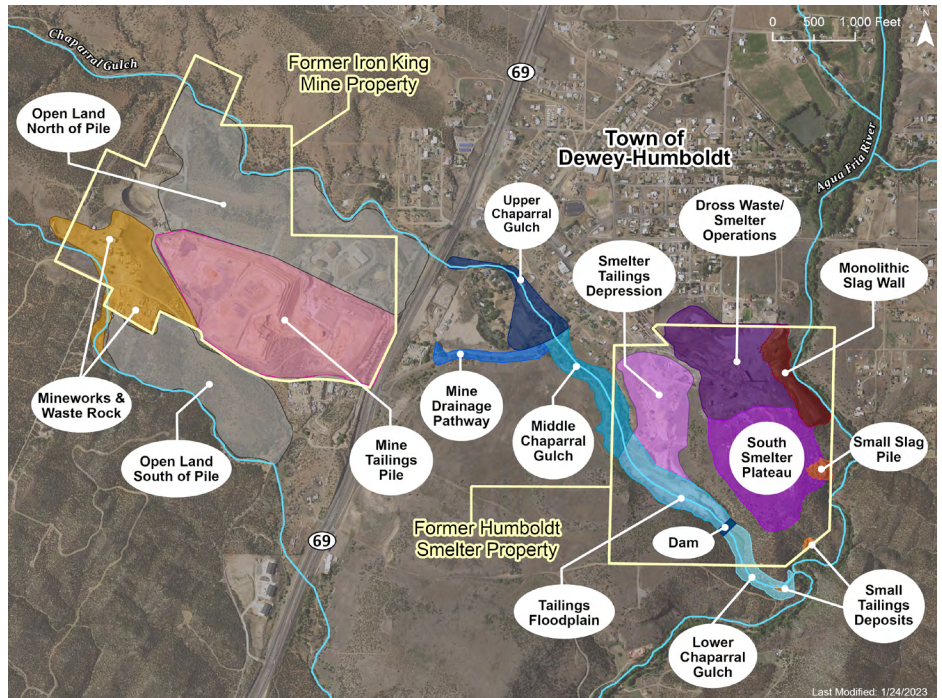 0 500 1,000 Feet
N
Chaparral Gulch
69
Former Iron King
Mine Property
Open Land
North of Pile
Town of
Dewey-Humboldt
Agua Fria River
Upper
Chaparral
Gulch
Dross Waste/
Smelter
Operations
Smelter
Tailings
Depression
Monolithic
Slag Wall
Mineworks &
Waste Rock
Open Land
South of Pile
Mine
Tailings
Pile
Mine
Drainage
Pathway
Middle
Chaparral
Gulch
South
Smelter
Plateau
Small Slag
Pile
Former Humboldt
Smelter Property
69
Dam
Tailings
Floodplain
Lower
Chaparral
Gulch
Small
Tailings
Deposits
Last Modified: 1/24/2023